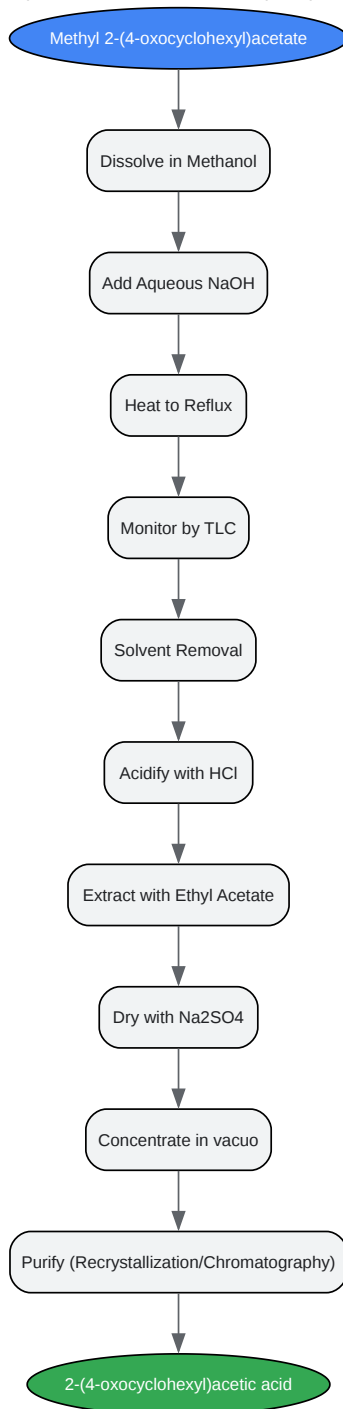 Methyl 2-(4-oxocyclohexyl)acetate
Dissolve in Methanol
Add Aqueous NaOH
Heat to Reflux
Monitor by TLC
Solvent Removal
Acidify with HCl
Extract with Ethyl Acetate
Dry with Na2SO4
Concentrate in vacuo
Purify (Recrystallization/Chromatography)
2-(4-oxocyclohexyl)acetic acid